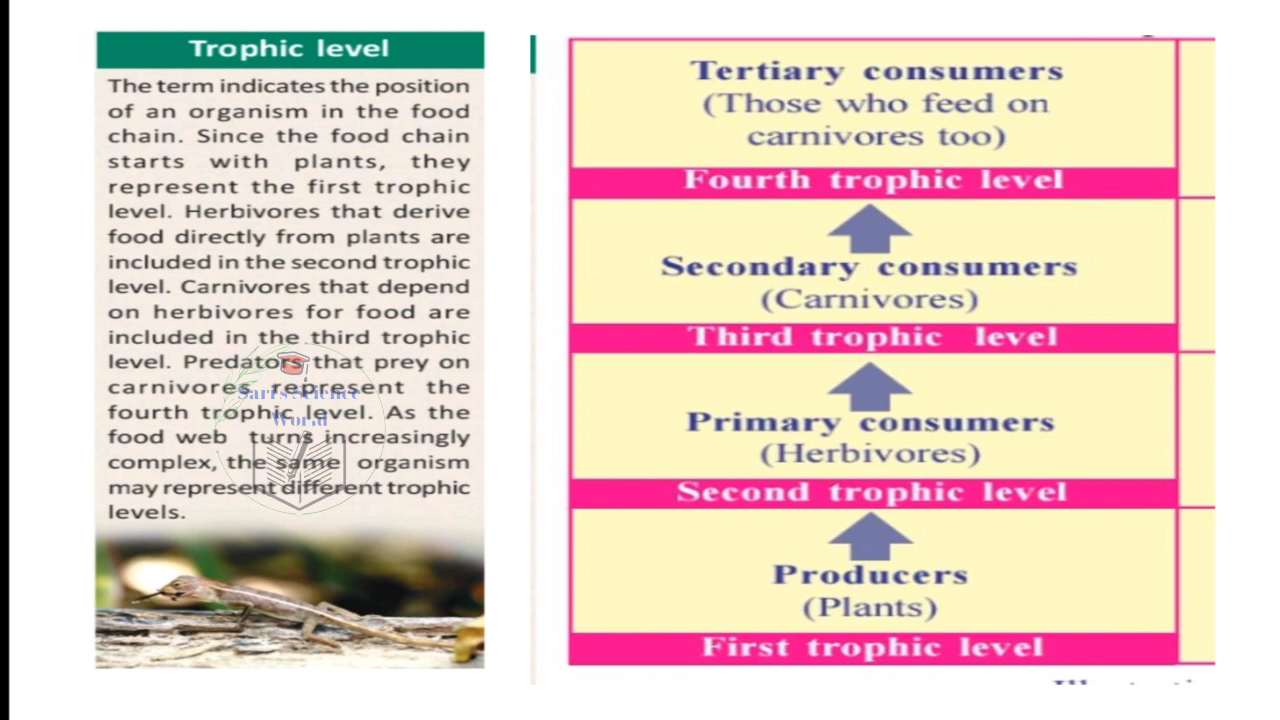 Trophic level
The term indicates the position
of an organism in the food
chain. Since the food chain
starts with plants, they
represent the first trophic
level. Herbivores that derive
food directly from plants are
included in the second trophic
level. Carnivores that depend
on herbivores for food are
included in the third trophic
level. Predators that prey on
carnivores represent the
fourth trophic level. As the
food web turns increasingly
complex, the same organism
may represent different trophic
levels.
Science
World
Tertiary consumers
(Those who feed on
carnivores too)
Fourth trophic level
Secondary consumers
(Carnivores)
Third trophic level
Primary consumers
(Herbivores)
Second trophic level
Producers
(Plants)
First trophic level